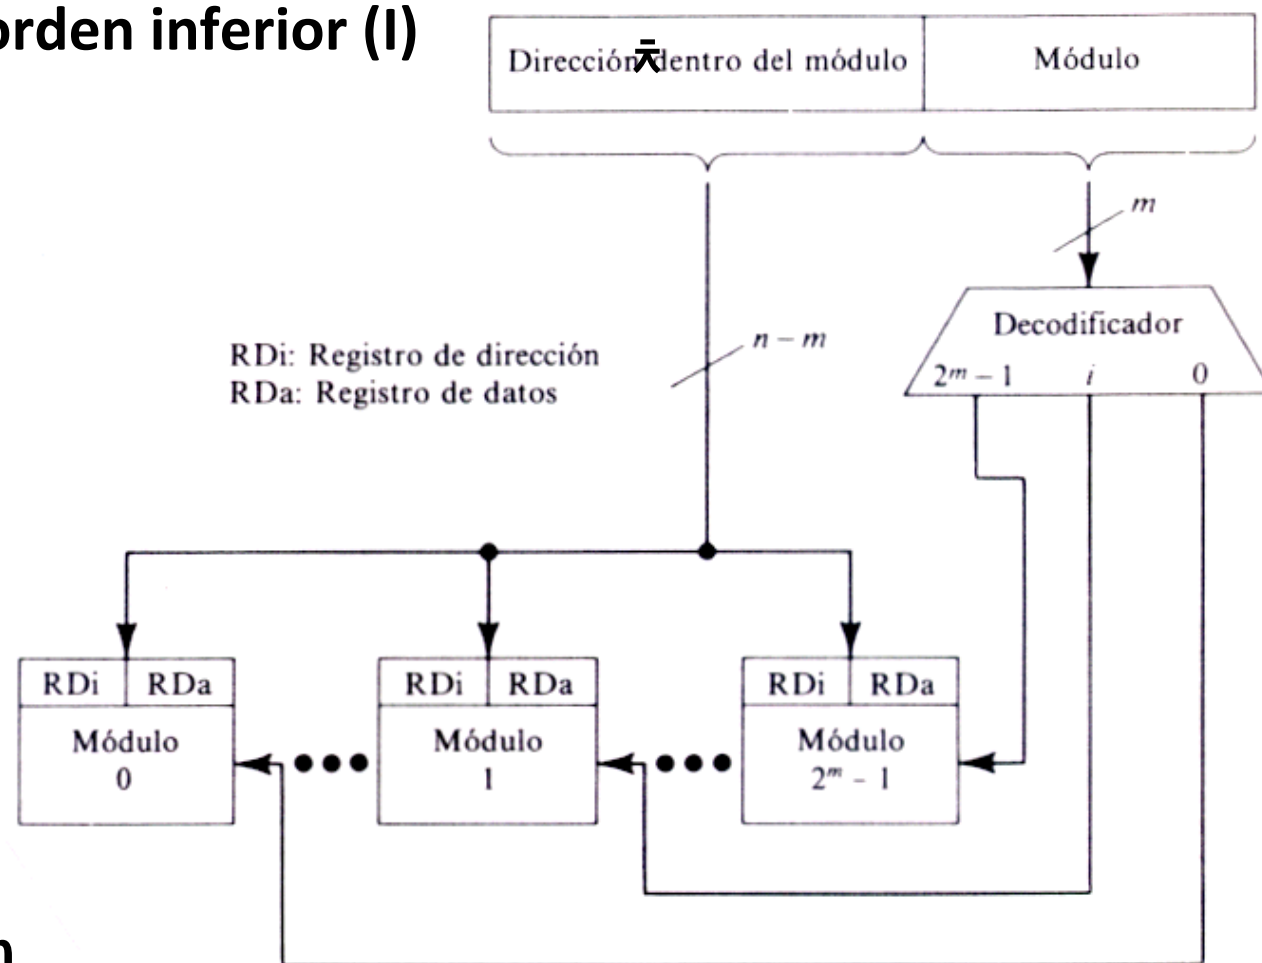 orden inferior (I)
Dirección dentro del módulo Módulo
m
Decodificador
2ᵐ – 1 i 0
n – m
RDi: Registro de dirección
RDa: Registro de datos
RDi RDa RDi RDa RDi RDa
Módulo Módulo Módulo
0 1 2ᵐ - 1